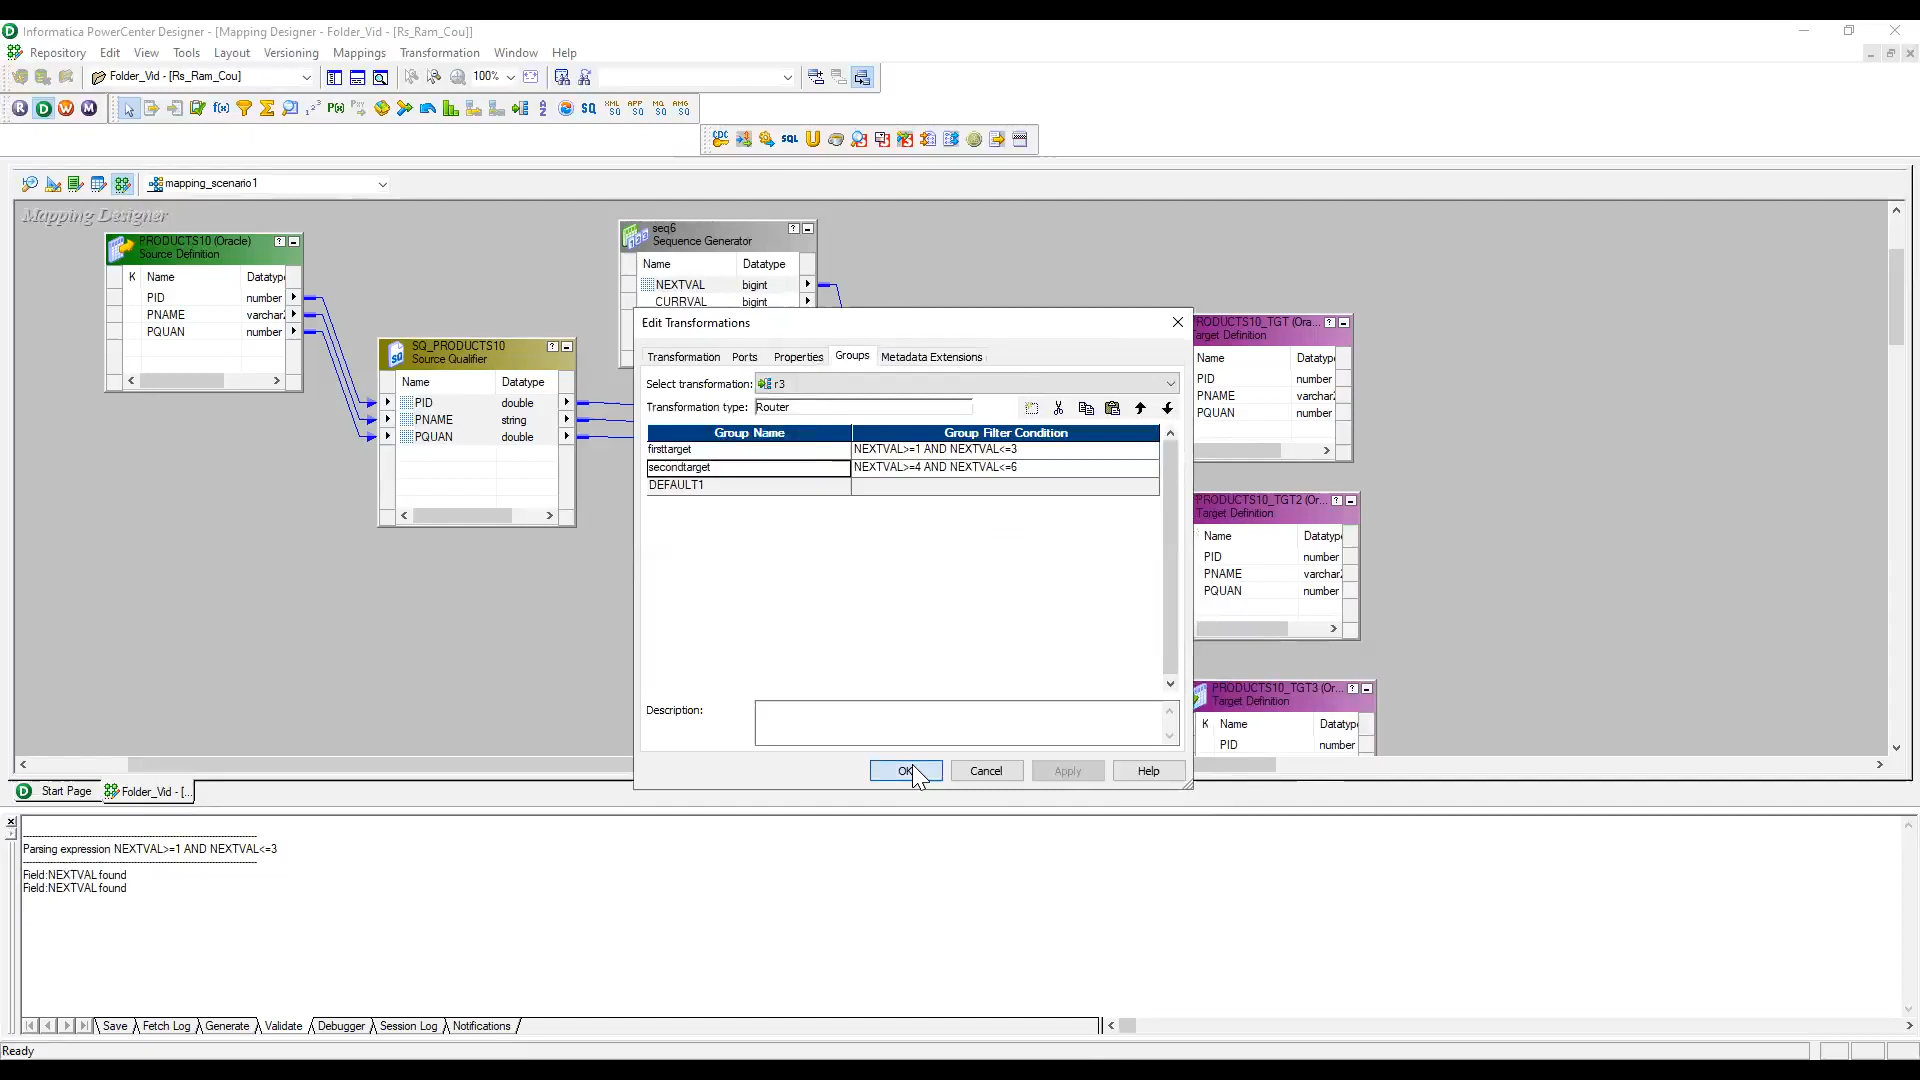 Informatica PowerCenter Designer - [Mapping Designer - Folder_Vid - [Rs_Ram_Cou]]
Repository Edit View Tools Layout Versioning Mappings Transformation Window Help
Folder_Vid - [Rs_Ram_Cou]
100%
mapping_scenario1
Mapping Designer
PRODUCTS10 (Oracle)
Source Definition
K Name Datatyp
PID number
PNAME varchar2
PQUAN number
SQ_PRODUCTS10
Source Qualifier
Name Datatype
PID double
PNAME string
PQUAN double
seq6
Sequence Generator
Name Datatype
NEXTVAL bigint
CURRVAL bigint
Edit Transformations
Transformation Ports Properties Groups Metadata Extensions
Select transformation: r3
Transformation type: Router
Group Name Group Filter Condition
firsttarget NEXTVAL>=1 AND NEXTVAL<=3
secondtarget NEXTVAL>=4 AND NEXTVAL<=6
DEFAULT1
Description:
OK Cancel Apply Help
PRODUCTS10_TGT (Ora...
Target Definition
Name Datatyp
PID number
PNAME varchar2
PQUAN number
PRODUCTS10_TGT2 (Or...
Target Definition
Name Datatyp
PID number
PNAME varchar2
PQUAN number
PRODUCTS10_TGT3 (Or...
Target Definition
K Name Datatyp
PID number
Start Page Folder_Vid - [...
Parsing expression NEXTVAL>=1 AND NEXTVAL<=3
Field:NEXTVAL found
Field:NEXTVAL found
Save Fetch Log Generate Validate Debugger Session Log Notifications
Ready